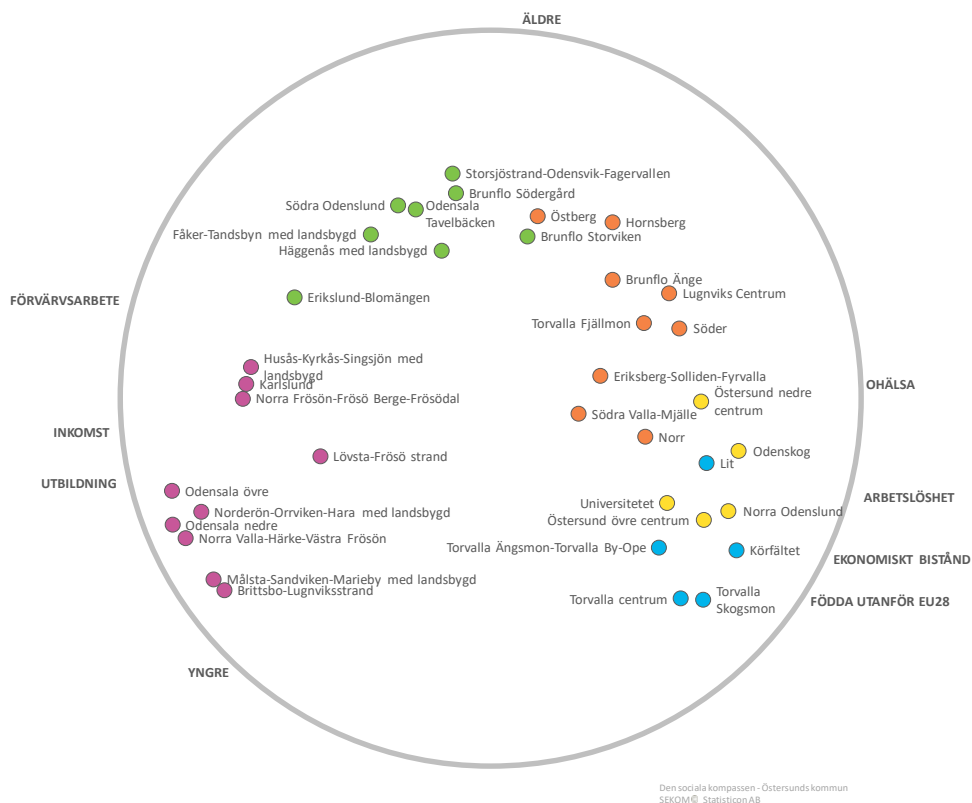 ÄLDRE
Storsjöstrand-Odensvik-Fagervallen
Brunflo Södergård
Södra Odenslund
Odensala
Tavelbäcken
Östberg
Hornsberg
Fåker-Tandsbyn med landsbygd
Brunflo Storviken
Häggenås med landsbygd
Brunflo Änge
Lugnviks Centrum
FÖRVÄRVSARBETE
Erikslund-Blomängen
Torvalla Fjällmon
Söder
Husås-Kyrkås-Singsjön med
landsbygd
Karlslund
Norra Frösön-Frösö Berge-Frösödal
Eriksberg-Solliden-Fyrvalla
OHÄLSA
Östersund nedre
centrum
Södra Valla-Mjälle
INKOMST
Norr
Lövsta-Frösö strand
Odenskog
Lit
UTBILDNING
Odensala övre
ARBETSLÖSHET
Norderön-Orrviken-Hara med landsbygd
Universitetet
Norra Odenslund
Odensala nedre
Östersund övre centrum
Norra Valla-Härke-Västra Frösön
Torvalla Ängsmon-Torvalla By-Ope
Körfältet
EKONOMISKT BISTÅND
Målsta-Sandviken-Marieby med landsbygd
Brittsbo-Lugnviksstrand
Torvalla centrum
Torvalla
Skogsmon
FÖDDA UTANFÖR EU28
YNGRE
Den sociala kompassen - Östersunds kommun
SEKOM© Statisticon AB